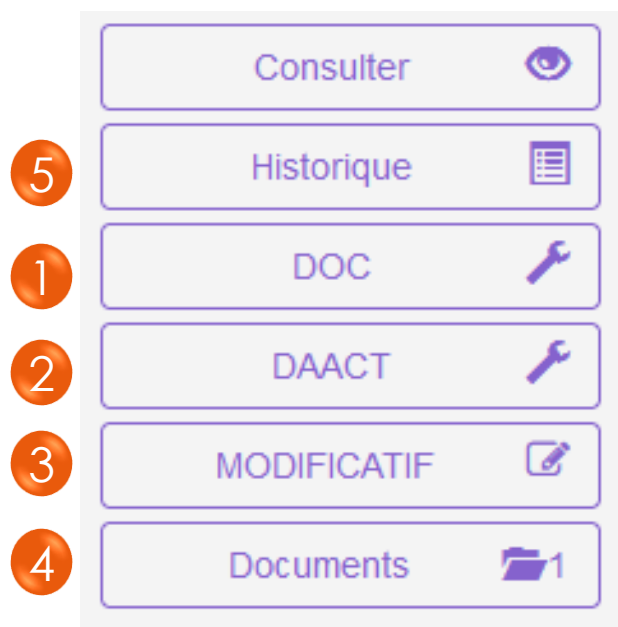 Consulter
5 Historique
1 DOC
2 DAACT
3 MODIFICATIF
4 Documents 1